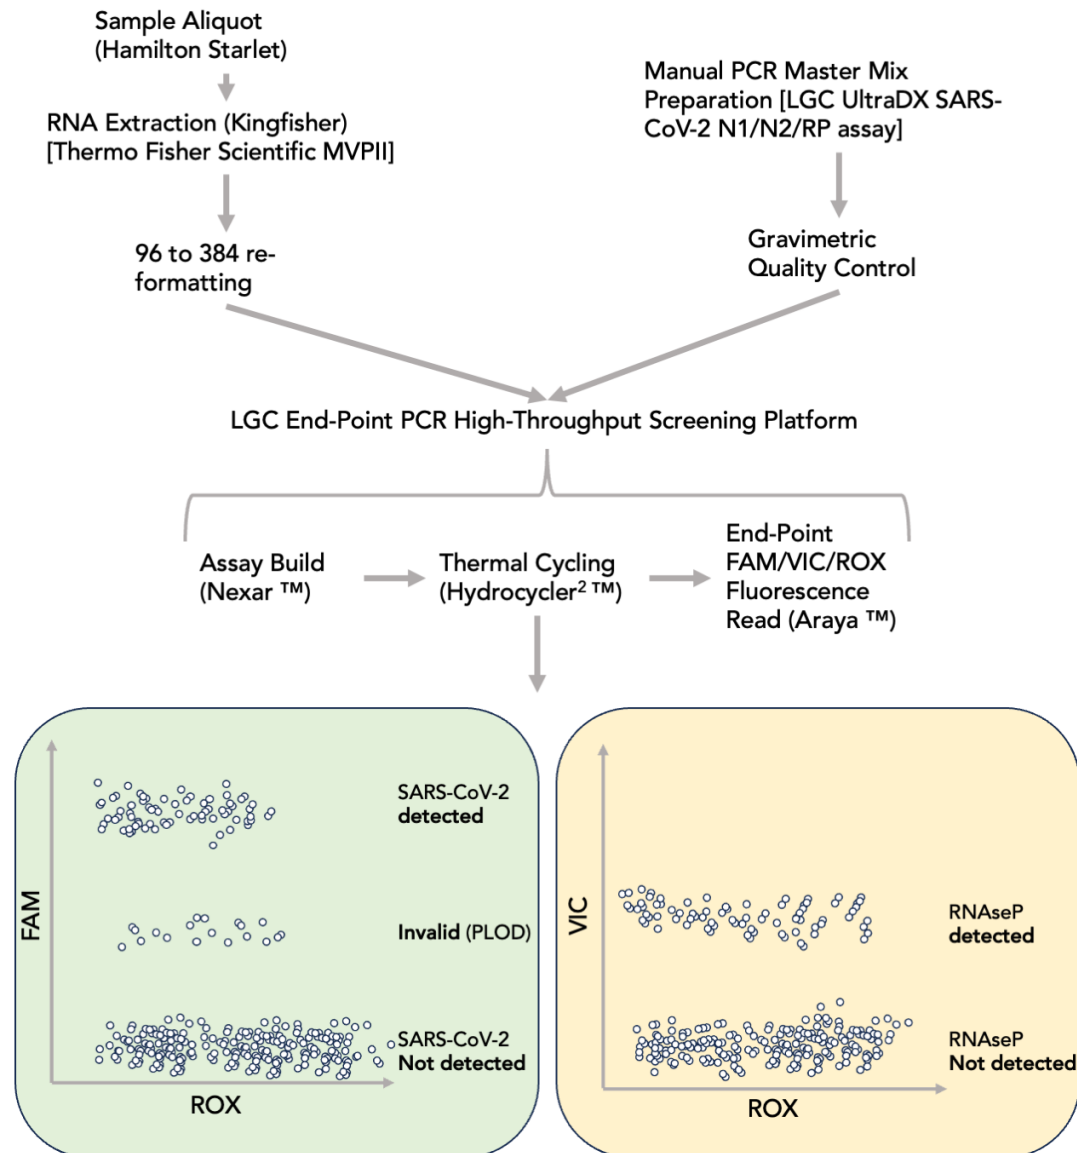 Sample Aliquot
(Hamilton Starlet)
RNA Extraction (Kingfisher)
[Thermo Fisher Scientific MVPII]
96 to 384 re-
formatting
Manual PCR Master Mix
Preparation [LGC UltraDX SARS-
CoV-2 N1/N2/RP assay]
Gravimetric
Quality Control
LGC End-Point PCR High-Throughput Screening Platform
Assay Build
(Nexar ™)
Thermal Cycling
(Hydrocycler² ™)
End-Point
FAM/VIC/ROX
Fluorescence
Read (Araya ™)
FAM
SARS-CoV-2
detected
Invalid (PLOD)
SARS-CoV-2
Not detected
ROX
VIC
RNAseP
detected
RNAseP
Not detected
ROX